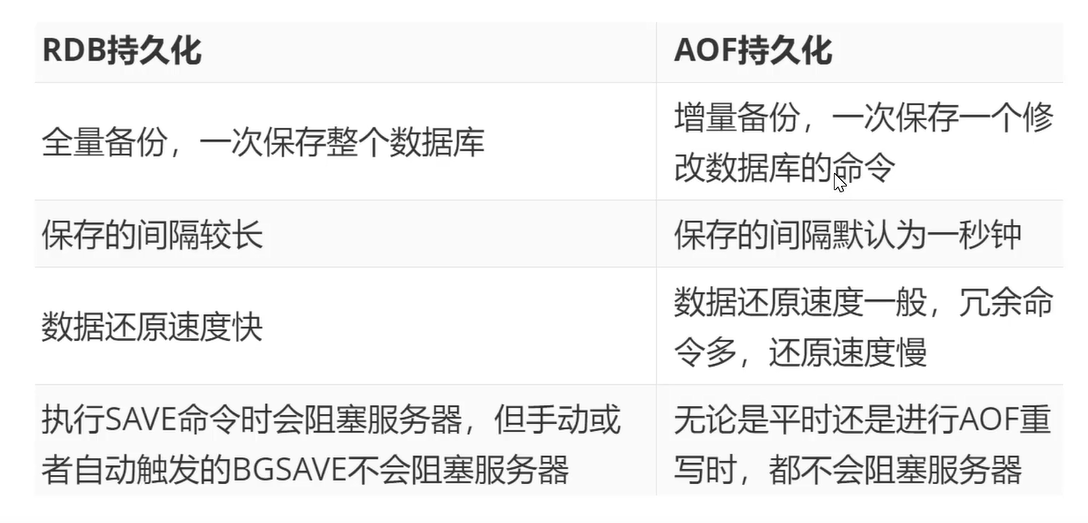 RDB持久化
AOF持久化
全量备份，一次保存整个数据库
增量备份，一次保存一个修
改数据库的命令
保存的间隔较长
保存的间隔默认为一秒钟
数据还原速度快
数据还原速度一般，冗余命
令多，还原速度慢
执行SAVE命令时会阻塞服务器，但手动或
者自动触发的BGSAVE不会阻塞服务器
无论是平时还是进行AOF重
写时，都不会阻塞服务器